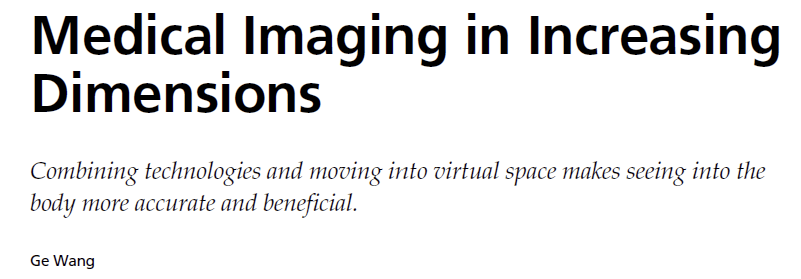 Medical Imaging in Increasing
Dimensions
Combining technologies and moving into virtual space makes seeing into the
body more accurate and beneficial.
Ge Wang